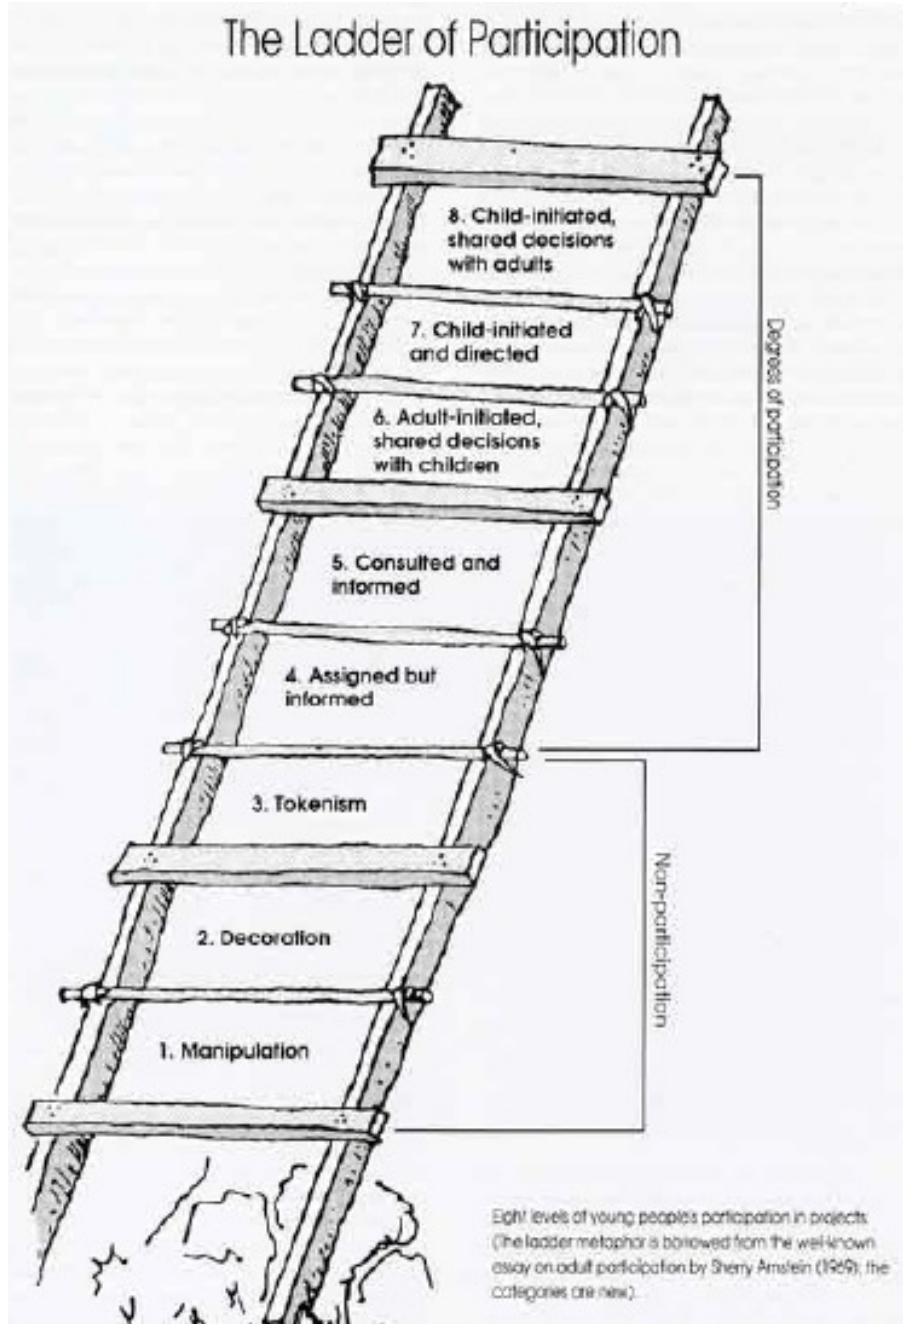 The Ladder of Participation
8. Child-initiated,
shared decisions
with adults
7. Child-initiated
and directed
6. Adult-initiated,
shared decisions
with children
5. Consulted and
informed
4. Assigned but
informed
3. Tokenism
2. Decoration
1. Manipulation
Degrees of participation
Non-participation
Eight levels of young people's participation in projects.
(The ladder metaphor is borrowed from the well-known
essay on adult participation by Sherry Arnstein (1969); the
categories are new).